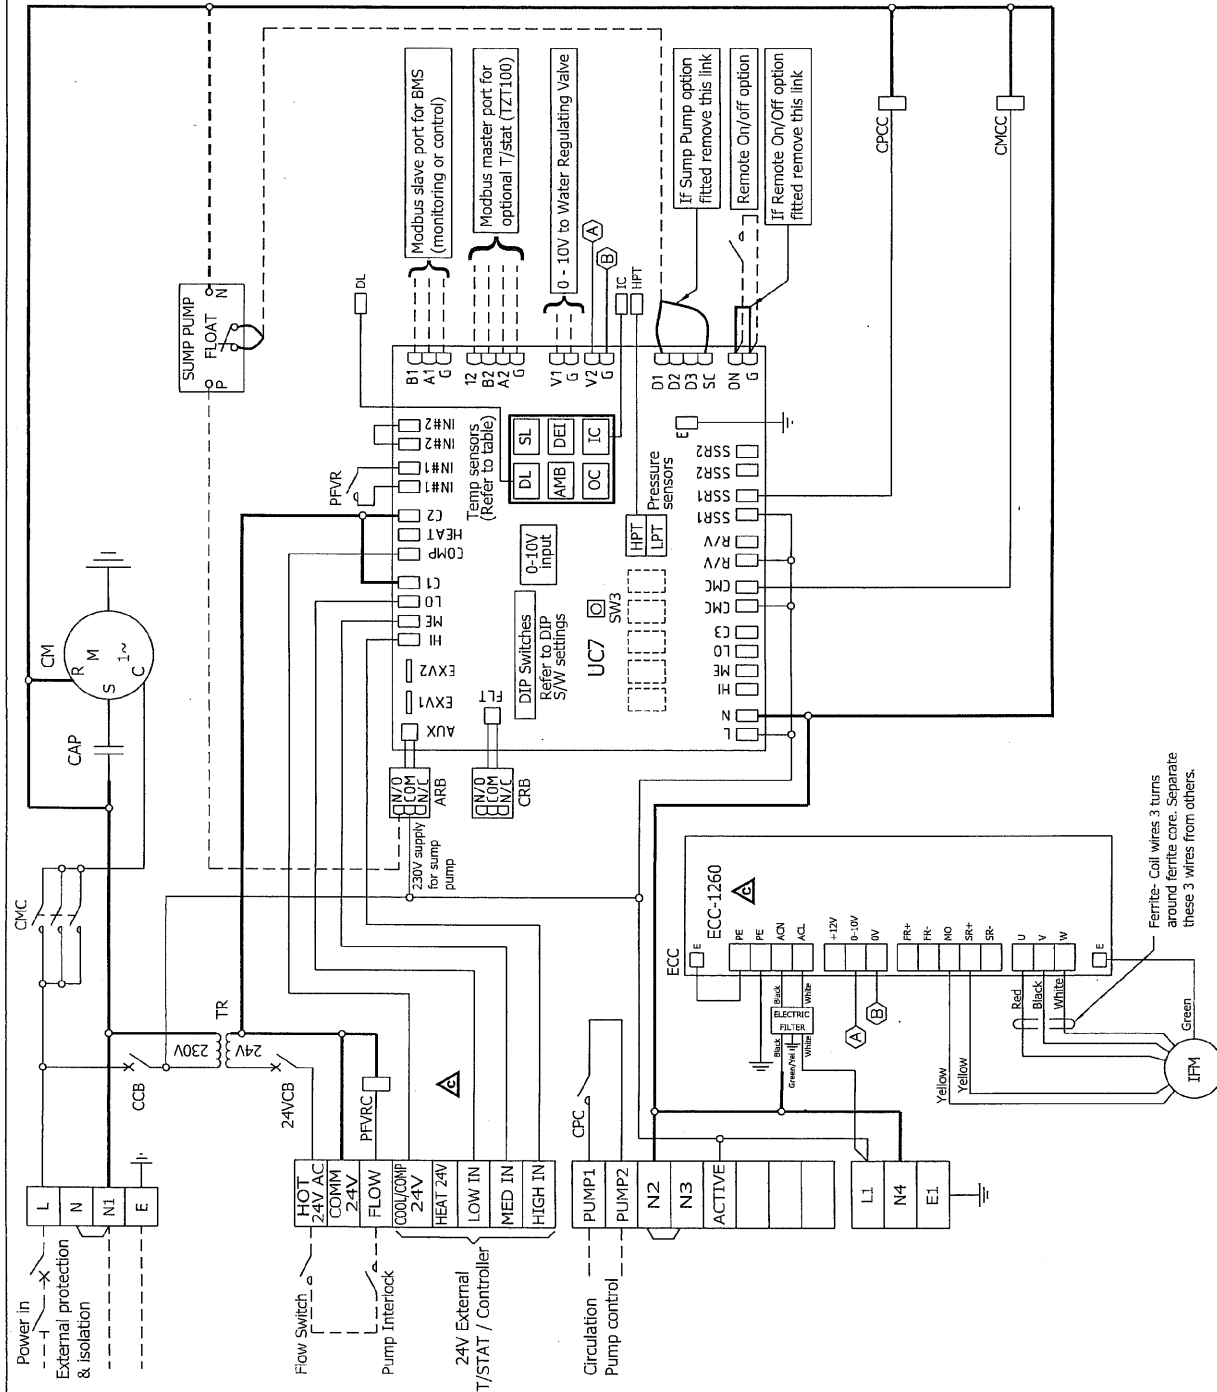 Power in
External protection
& isolation
L
N
N1
E
CCB
CMC
CAP
CM
R
M
1~
S
C
TR
230V
24V
24VCB
PFVRC
SUMP PUMP
P
FLOAT
N
Flow Switch
Pump Interlock
HOT
24V AC
COMM
24V
FLOW
COOL/COMP
24V
HEAT 24V
LOW IN
MED IN
HIGH IN
24V External
T/STAT / Controller
C
Circulation
Pump control
PUMP1
PUMP2
N2
N3
ACTIVE
CPC
L1
N4
E1
N/O
COM
N/C
ARB
230V supply
for sump
pump
N/O
COM
N/C
CRB
AUX
EXV1
EXV2
FLT
HI
ME
LO
C1
COMP
HEAT
C2
IN#1
IN#1
IN#2
IN#2
PFVR
DL
Temp sensors
(Refer to table)
DL
SL
AMB
DEI
OC
IC
DIP Switches
Refer to DIP
S/W settings
0-10V
input
UC7
SW3
HPT
LPT
Pressure
sensors
E
L
N
HI
ME
LO
C3
CMC
CMC
R/V
R/V
SSR1
SSR1
SSR2
SSR2
B1
A1
G
Modbus slave port for BMS
(monitoring or control)
12
B2
A2
G
Modbus master port for
optional T/stat (TZT100)
V1
G
0 - 10V to Water Regulating Valve
V2
G
A
B
IC
HPT
D1
D2
D3
SC
If Sump Pump option
fitted remove this link
ON
G
Remote On/off option
If Remote On/Off option
fitted remove this link
CPCC
CMCC
ECC
ECC-1260
C
E
PE
PE
ACN
ACL
Black
White
ELECTRIC
FILTER
Black
Green/Yel
White
+12V
0-10V
0V
A
B
FR+
FR-
MO
SR+
SR-
Yellow
Yellow
U
V
W
Red
Black
White
E
Green
IFM
Ferrite- Coil wires 3 turns
around ferrite core. Separate
these 3 wires from others.